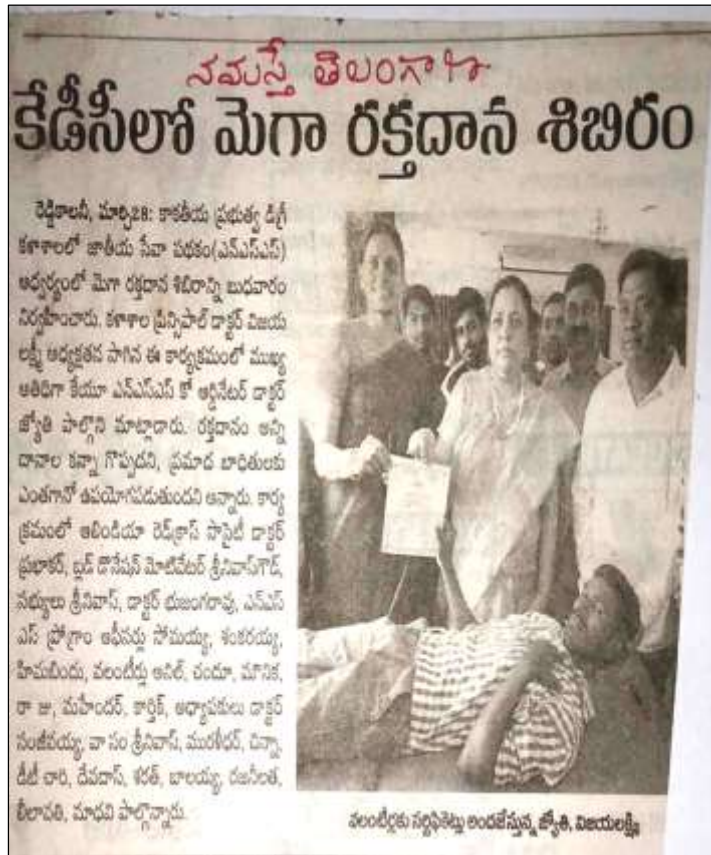 నమస్తే తెలంగాణ
కేడీసీలో మెగా రక్తదాన శిబిరం
రెడ్డికాలనీ, మార్చి28: కాకతీయ ప్రభుత్వ డిగ్రీ
కళాశాలలో జాతీయ సేవా పథకం(ఎన్ఎస్ఎస్)
ఆధ్వర్యంలో మెగా రక్తదాన శిబిరాన్ని బుధవారం
నిర్వహించారు. కళాశాల ప్రిన్సిపాల్ డాక్టర్ విజయ
లక్ష్మీ అధ్యక్షతన సాగిన ఈ కార్యక్రమంలో ముఖ్య
అతిథిగా కేయూ ఎన్ఎస్ఎస్ కో ఆర్డినేటర్ డాక్టర్
జ్యోతి పాల్గొని మాట్లాడారు. రక్తదానం అన్ని
దానాల కన్నా గొప్పదని, ప్రమాద బాధితులకు
ఎంతగానో ఉపయోగపడుతుందని అన్నారు. కార్య
క్రమంలో ఆలిండియా రెడ్‌క్రాస్ సొసైటీ డాక్టర్
ప్రభాకర్, బ్లడ్ డొనేషన్ మోటివేటర్ శ్రీనివాస్‌గౌడ్,
సభ్యులు శ్రీనివాస్, డాక్టర్ భుజంగరావు, ఎన్ఎస్
ఎస్ ప్రోగ్రాం ఆఫీసర్లు సోమయ్య, శంకరయ్య,
హిమబిందు, వలంటీర్లు అనిల్, చందూ, మౌనిక,
రా జు, మహేందర్, కార్తిక్, అధ్యాపకులు డాక్టర్
సంజీవయ్య, వా సం శ్రీనివాస్, మురళీధర్, చిన్నా,
డీటీ చారి, దేవదాస్, శరత్, బాలయ్య, రజనీలత,
లీలావతి, మాధవి పాల్గొన్నారు.
వలంటీర్లకు సర్టిఫికెట్లు అందజేస్తున్న జ్యోతి, విజయలక్ష్మి